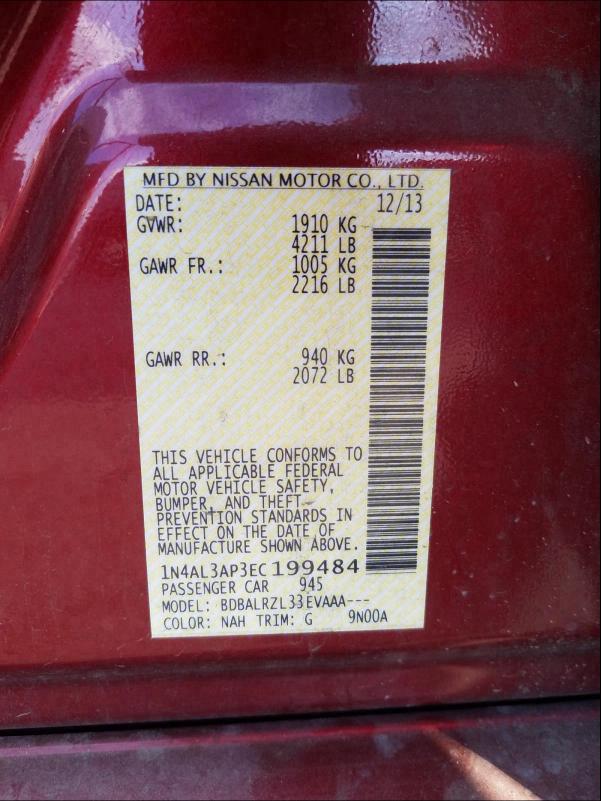 MFD BY NISSAN MOTOR CO., LTD.
DATE: 12/13
GVWR: 1910 KG
4211 LB
GAWR FR.: 1005 KG
2216 LB
GAWR RR.: 940 KG
2072 LB
THIS VEHICLE CONFORMS TO
ALL APPLICABLE FEDERAL
MOTOR VEHICLE SAFETY,
BUMPER, AND THEFT
PREVENTION STANDARDS IN
EFFECT ON THE DATE OF
MANUFACTURE SHOWN ABOVE.
1N4AL3AP3EC199484
PASSENGER CAR 945
MODEL: BDBALRZL33EVAAA---
COLOR: NAH TRIM: G 9N00A